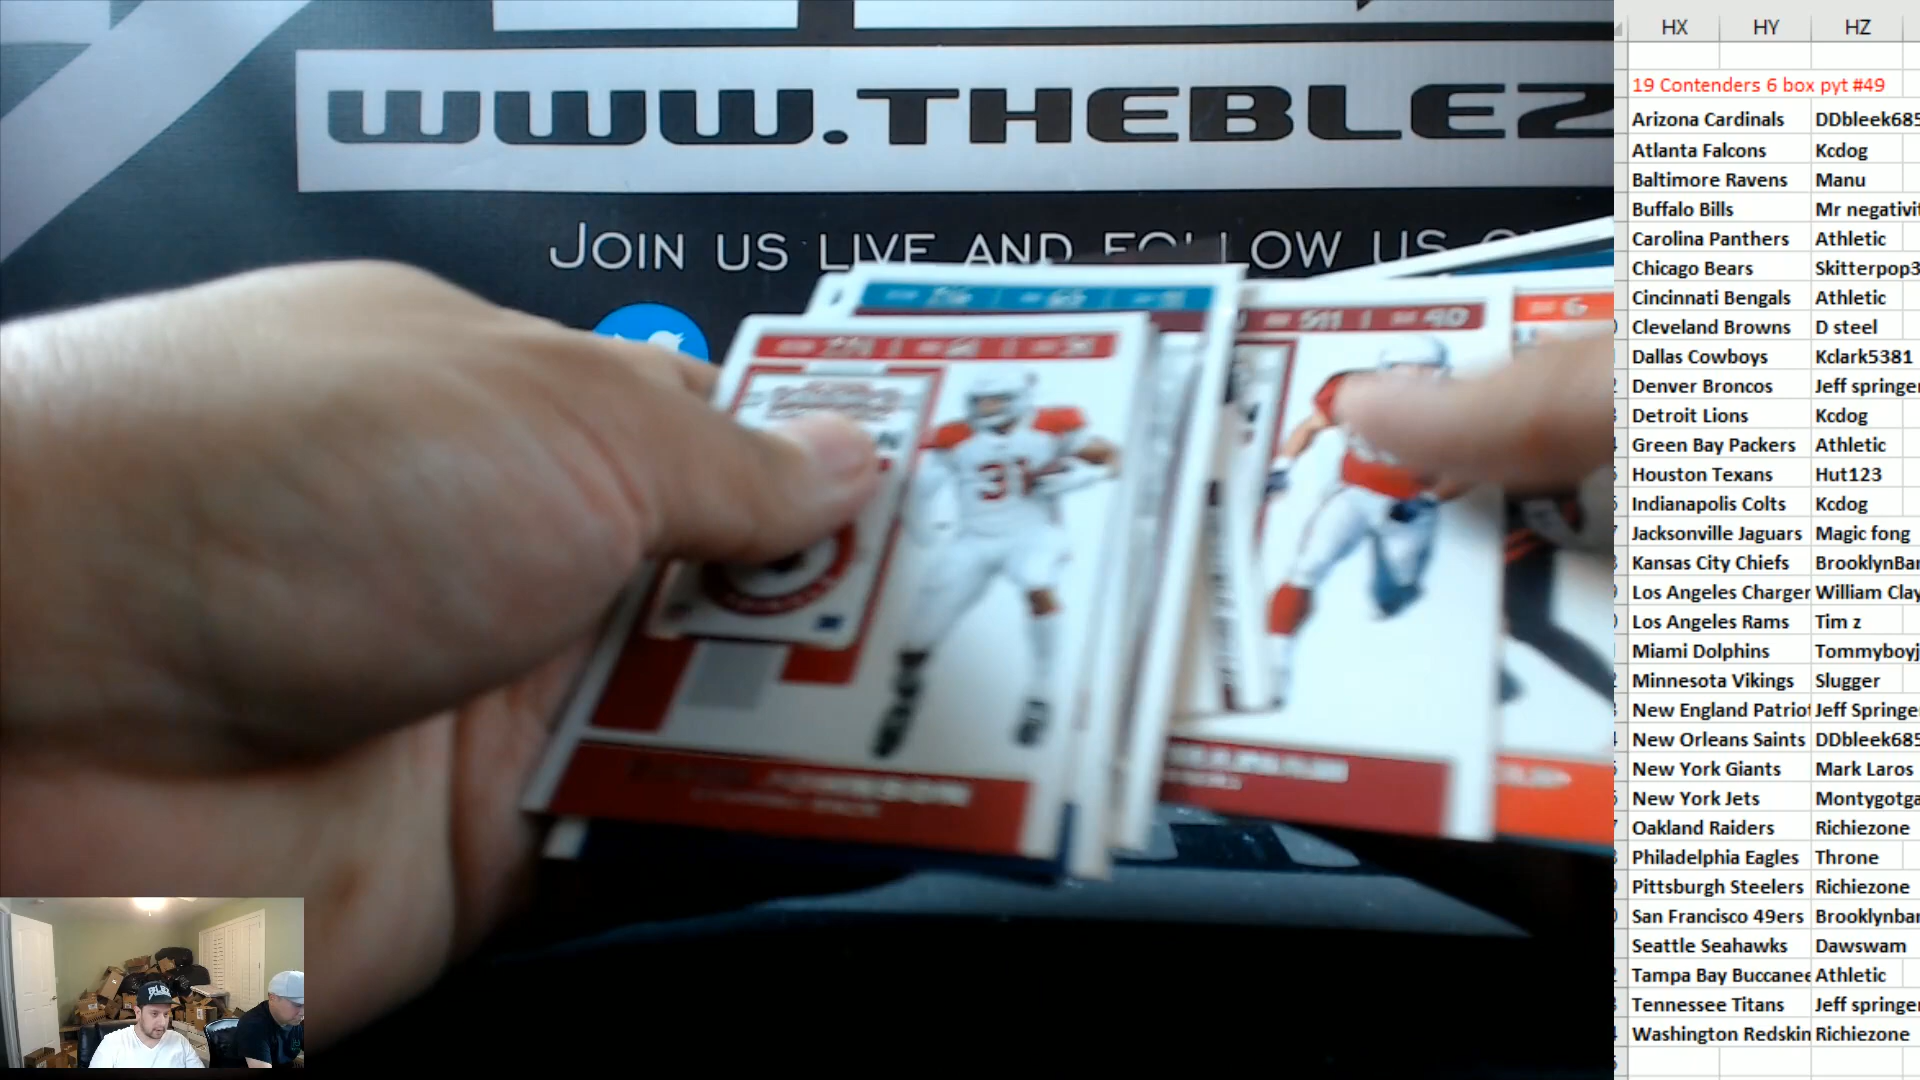 WWW.THEBLEZ
JOIN US LIVE AND FOLLOW US
HX HY HZ
19 Contenders 6 box pyt #49
Arizona Cardinals DDbleek685
Atlanta Falcons Kcdog
Baltimore Ravens Manu
Buffalo Bills Mr negativit
Carolina Panthers Athletic
Chicago Bears Skitterpop3
Cincinnati Bengals Athletic
Cleveland Browns D steel
Dallas Cowboys Kclark5381
Denver Broncos Jeff springer
Detroit Lions Kcdog
Green Bay Packers Athletic
Houston Texans Hut123
Indianapolis Colts Kcdog
Jacksonville Jaguars Magic fong
Kansas City Chiefs BrooklynBar
Los Angeles Charger William Clay
Los Angeles Rams Tim z
Miami Dolphins Tommyboyj
Minnesota Vikings Slugger
New England Patriot Jeff Springe
New Orleans Saints DDbleek685
New York Giants Mark Laros
New York Jets Montygotga
Oakland Raiders Richiezone
Philadelphia Eagles Throne
Pittsburgh Steelers Richiezone
San Francisco 49ers Brooklynbar
Seattle Seahawks Dawswam
Tampa Bay Buccanee Athletic
Tennessee Titans Jeff springer
Washington Redskin Richiezone
31